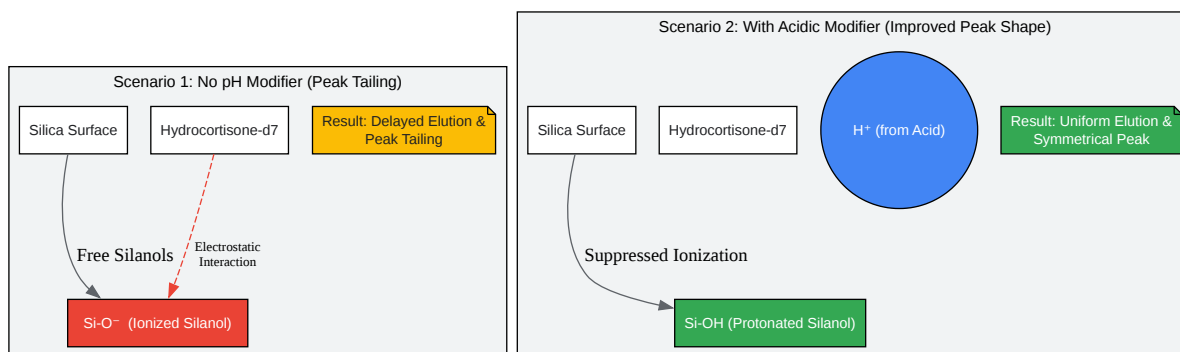 Scenario 1: No pH Modifier (Peak Tailing)
Silica Surface
Hydrocortisone-d7
Result: Delayed Elution &
Peak Tailing
Free Silanols
Electrostatic
Interaction
Si-O⁻ (Ionized Silanol)
Scenario 2: With Acidic Modifier (Improved Peak Shape)
Silica Surface
Hydrocortisone-d7
H⁺ (from Acid)
Result: Uniform Elution &
Symmetrical Peak
Suppressed Ionization
Si-OH (Protonated Silanol)